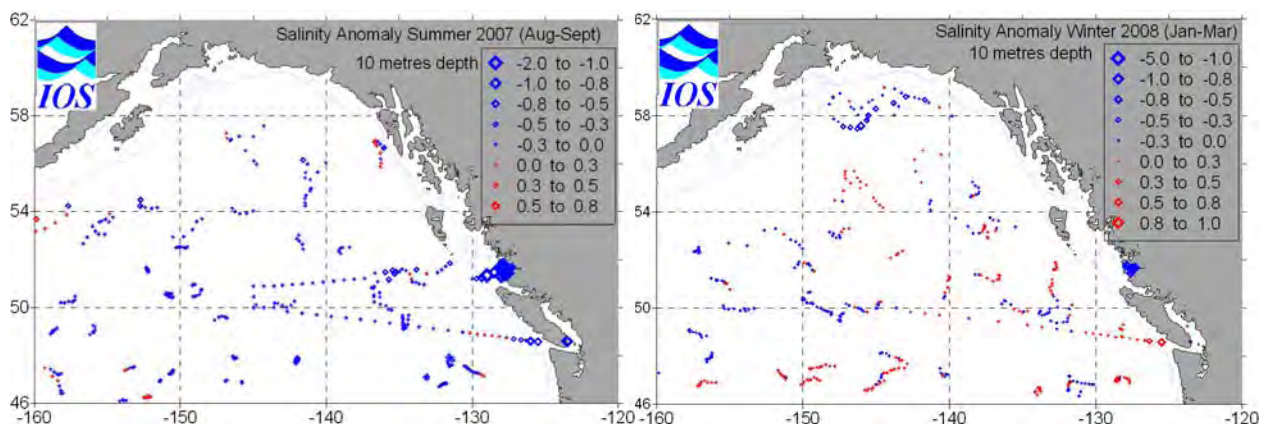 Salinity Anomaly Summer 2007 (Aug-Sept)
10 metres depth
-2.0 to -1.0
-1.0 to -0.8
-0.8 to -0.5
-0.5 to -0.3
-0.3 to 0.0
0.0 to 0.3
0.3 to 0.5
0.5 to 0.8
IOS
62
58
54
50
46
-160
-150
-140
-130
-120
Salinity Anomaly Winter 2008 (Jan-Mar)
10 metres depth
-5.0 to -1.0
-1.0 to -0.8
-0.8 to -0.5
-0.5 to -0.3
-0.3 to 0.0
0.0 to 0.3
0.3 to 0.5
0.5 to 0.8
0.8 to 1.0
IOS
62
58
54
50
46
-160
-150
-140
-130
-120